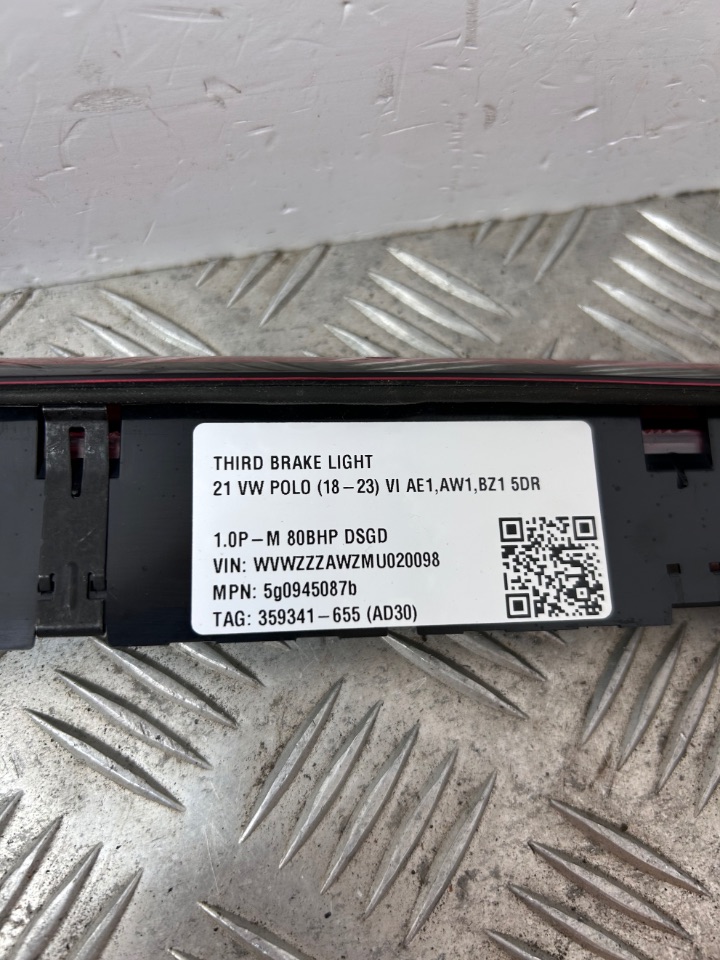 THIRD BRAKE LIGHT
21 VW POLO (18-23) VI AE1,AW1,BZ1 5DR
1.0P-M 80BHP DSGD
VIN: WVWZZZAWZMU020098
MPN: 5g0945087b
TAG: 359341-655 (AD30)